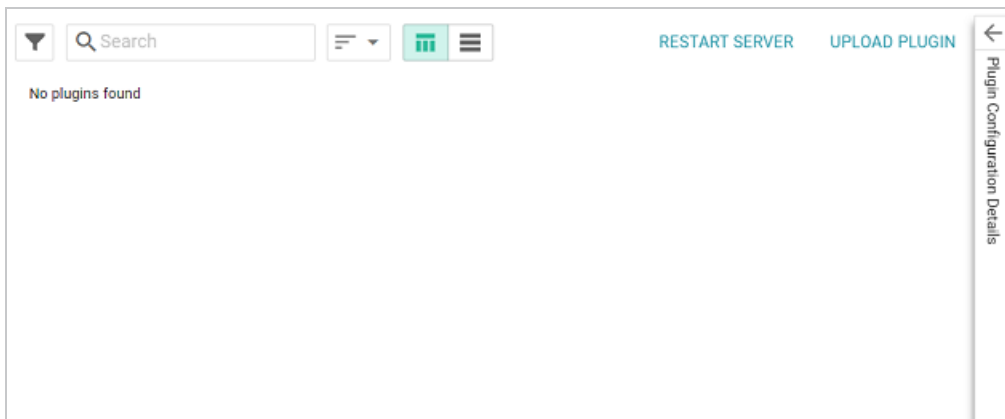 Search
RESTART SERVER
UPLOAD PLUGIN
No plugins found
Plugin Configuration Details